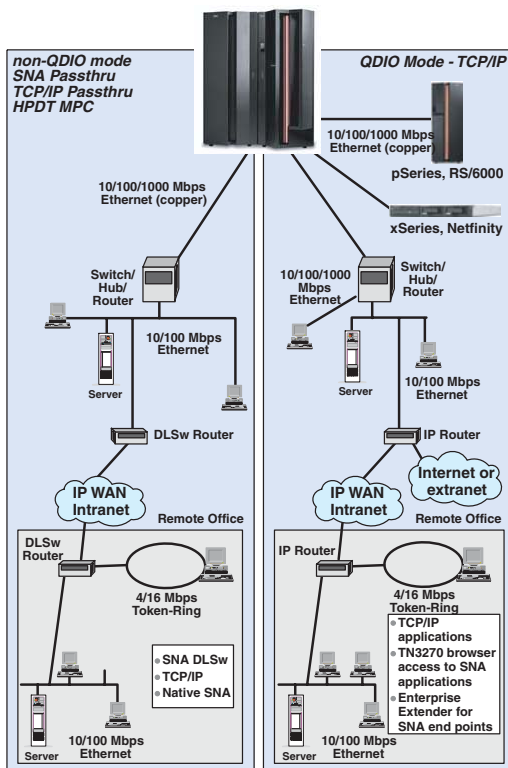 non-QDIO mode
SNA Passthru
TCP/IP Passthru
HPDT MPC
10/100/1000 Mbps
Ethernet (copper)
Switch/
Hub/
Router
10/100 Mbps
Ethernet
Server
DLSw Router
IP WAN
Intranet
Remote Office
DLSw
Router
4/16 Mbps
Token-Ring
SNA DLSw
TCP/IP
Native SNA
10/100 Mbps
Ethernet
Server
QDIO Mode - TCP/IP
10/100/1000 Mbps
Ethernet (copper)
pSeries, RS/6000
xSeries, Netfinity
10/100/1000
Mbps
Ethernet
Switch/
Hub/
Router
10/100 Mbps
Ethernet
Server
IP Router
Internet or
extranet
IP WAN
Intranet
Remote Office
IP Router
4/16 Mbps
Token-Ring
TCP/IP
applications
TN3270 browser
access to SNA
applications
Enterprise
Extender for
SNA end points
10/100 Mbps
Ethernet
Server